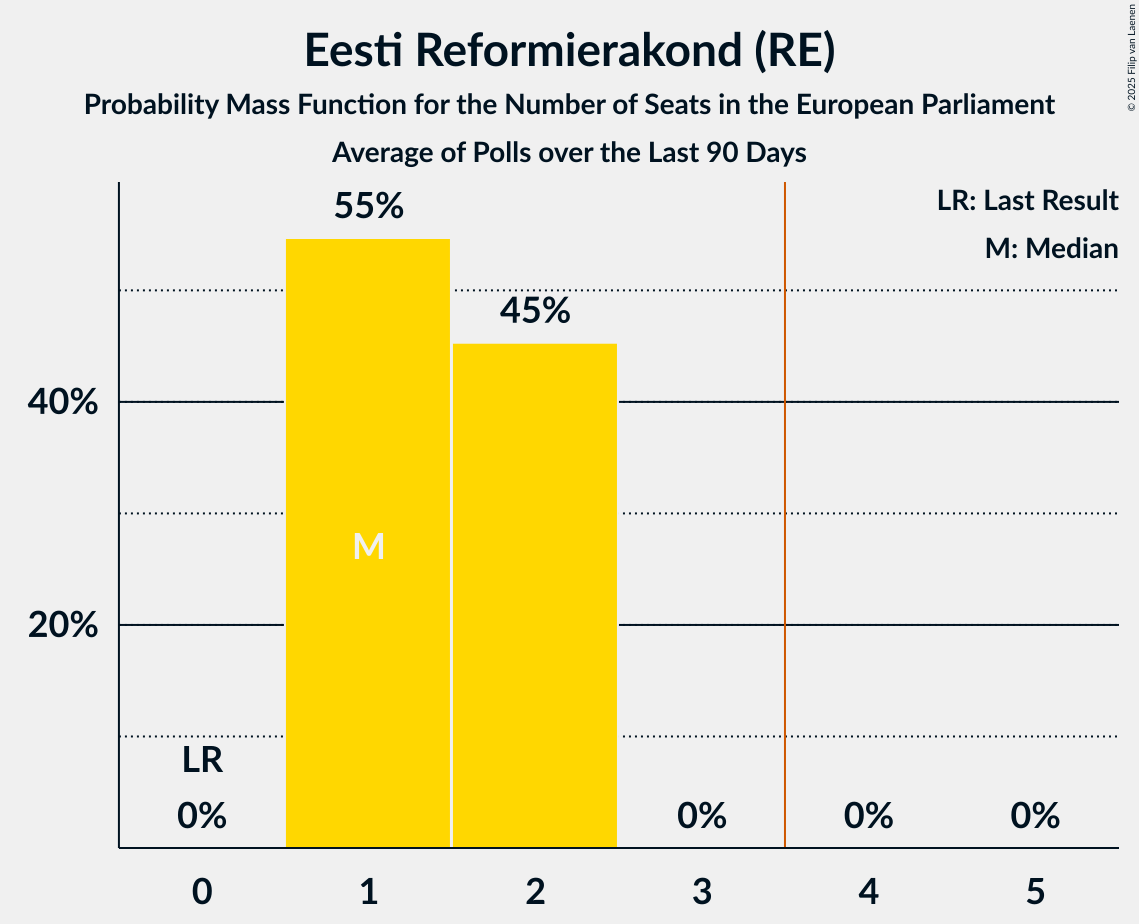 Eesti Reformierakond (RE)
Probability Mass Function for the Number of Seats in the European Parliament
Average of Polls over the Last 90 Days
© 2025 Filip van Laenen
LR: Last Result
M: Median
55%
45%
40%
20%
M
LR
0%
0%
0%
0%
0
1
2
3
4
5